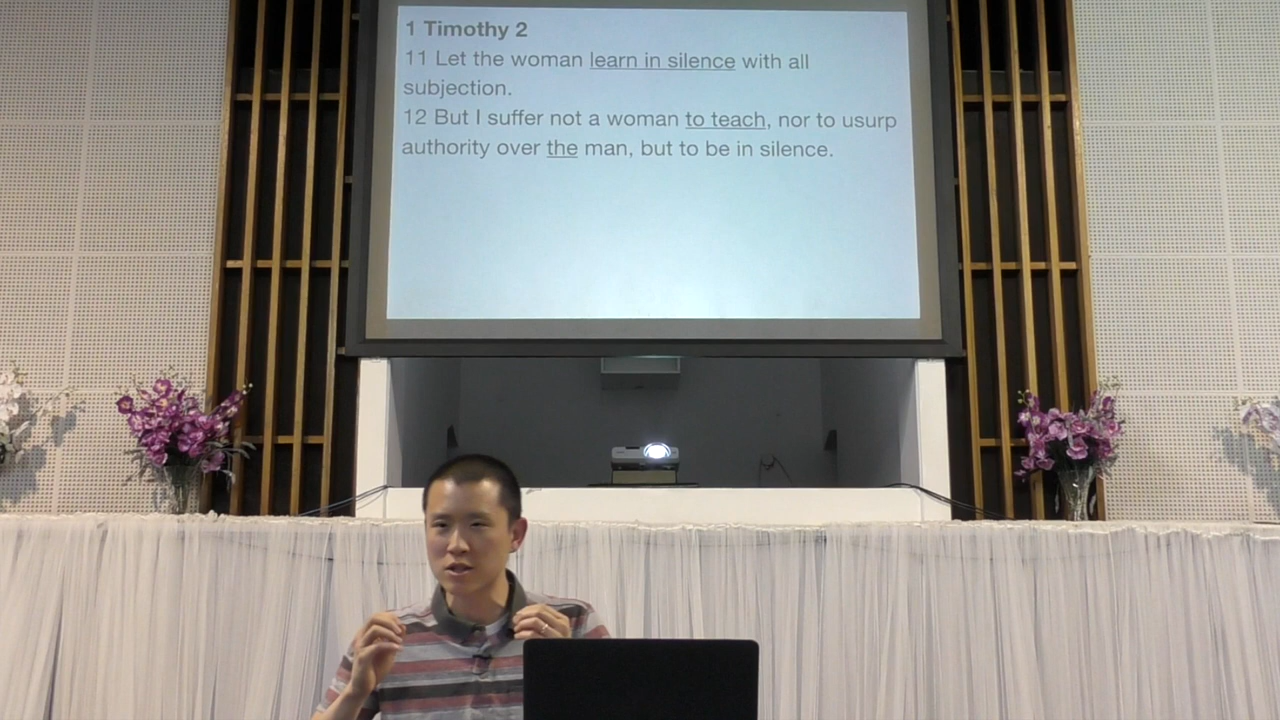 1 Timothy 2
11 Let the woman learn in silence with all
subjection.
12 But I suffer not a woman to teach, nor to usurp
authority over the man, but to be in silence.